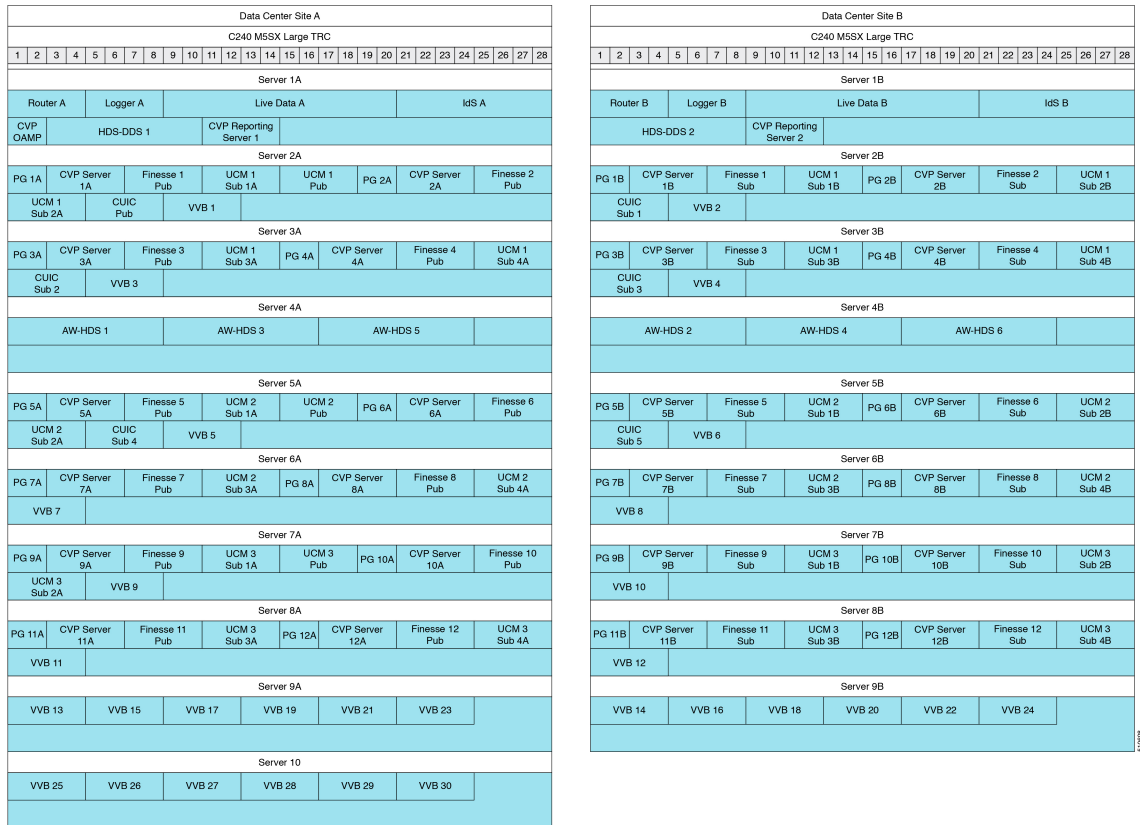 Data Center Site A
C240 M5SX Large TRC
1 2 3 4 5 6 7 8 9 10 11 12 13 14 15 16 17 18 19 20 21 22 23 24 25 26 27 28
Server 1A
Router A Logger A Live Data A IdS A
CVP OAMP HDS-DDS 1 CVP Reporting Server 1
Server 2A
PG 1A CVP Server 1A Finesse 1 Pub UCM 1 Sub 1A UCM 1 Pub PG 2A CVP Server 2A Finesse 2 Pub
UCM 1 Sub 2A CUIC Pub VVB 1
Server 3A
PG 3A CVP Server 3A Finesse 3 Pub UCM 1 Sub 3A PG 4A CVP Server 4A Finesse 4 Pub UCM 1 Sub 4A
CUIC Sub 2 VVB 3
Server 4A
AW-HDS 1 AW-HDS 3 AW-HDS 5
Server 5A
PG 5A CVP Server 5A Finesse 5 Pub UCM 2 Sub 1A UCM 2 Pub PG 6A CVP Server 6A Finesse 6 Pub
UCM 2 Sub 2A CUIC Sub 4 VVB 5
Server 6A
PG 7A CVP Server 7A Finesse 7 Pub UCM 2 Sub 3A PG 8A CVP Server 8A Finesse 8 Pub UCM 2 Sub 4A
VVB 7
Server 7A
PG 9A CVP Server 9A Finesse 9 Pub UCM 3 Sub 1A UCM 3 Pub PG 10A CVP Server 10A Finesse 10 Pub
UCM 3 Sub 2A VVB 9
Server 8A
PG 11A CVP Server 11A Finesse 11 Pub UCM 3 Sub 3A PG 12A CVP Server 12A Finesse 12 Pub UCM 3 Sub 4A
VVB 11
Server 9A
VVB 13 VVB 15 VVB 17 VVB 19 VVB 21 VVB 23
Server 10
VVB 25 VVB 26 VVB 27 VVB 28 VVB 29 VVB 30
Data Center Site B
C240 M5SX Large TRC
1 2 3 4 5 6 7 8 9 10 11 12 13 14 15 16 17 18 19 20 21 22 23 24 25 26 27 28
Server 1B
Router B Logger B Live Data B IdS B
HDS-DDS 2 CVP Reporting Server 2
Server 2B
PG 1B CVP Server 1B Finesse 1 Sub UCM 1 Sub 1B PG 2B CVP Server 2B Finesse 2 Sub UCM 1 Sub 2B
CUIC Sub 1 VVB 2
Server 3B
PG 3B CVP Server 3B Finesse 3 Sub UCM 1 Sub 3B PG 4B CVP Server 4B Finesse 4 Sub UCM 1 Sub 4B
CUIC Sub 3 VVB 4
Server 4B
AW-HDS 2 AW-HDS 4 AW-HDS 6
Server 5B
PG 5B CVP Server 5B Finesse 5 Sub UCM 2 Sub 1B PG 6B CVP Server 6B Finesse 6 Sub UCM 2 Sub 2B
CUIC Sub 5 VVB 6
Server 6B
PG 7B CVP Server 7B Finesse 7 Sub UCM 2 Sub 3B PG 8B CVP Server 8B Finesse 8 Sub UCM 2 Sub 4B
VVB 8
Server 7B
PG 9B CVP Server 9B Finesse 9 Sub UCM 3 Sub 1B PG 10B CVP Server 10B Finesse 10 Sub UCM 3 Sub 2B
VVB 10
Server 8B
PG 11B CVP Server 11B Finesse 11 Sub UCM 3 Sub 3B PG 12B CVP Server 12B Finesse 12 Sub UCM 3 Sub 4B
VVB 12
Server 9B
VVB 14 VVB 16 VVB 18 VVB 20 VVB 22 VVB 24